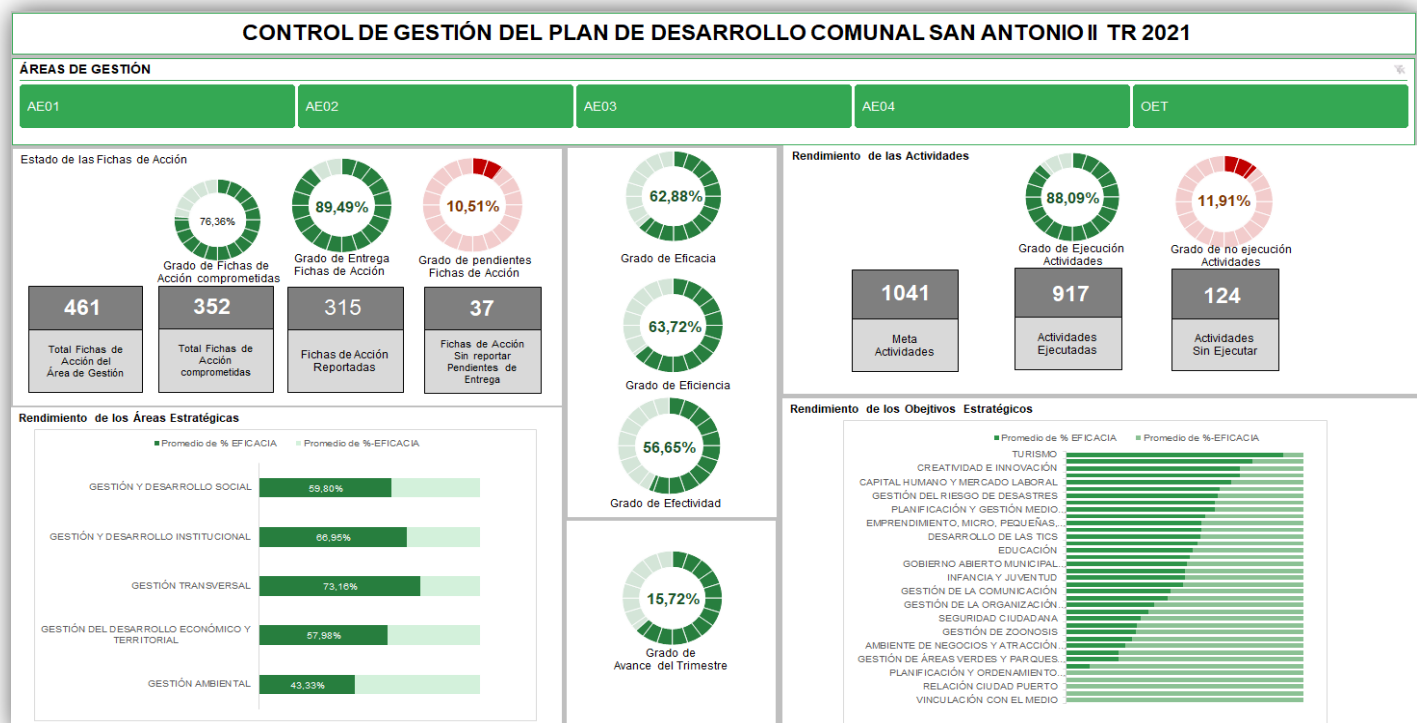 CONTROL DE GESTIÓN DEL PLAN DE DESARROLLO COMUNAL SAN ANTONIO II TR 2021
ÁREAS DE GESTIÓN
AE01
AE02
AE03
AE04
OET
Estado de las Fichas de Acción
76,36%
Grado de Fichas de
Acción comprometidas
89,49%
Grado de Entrega
Fichas de Acción
10,51%
Grado de pendientes
Fichas de Acción
461
Total Fichas de
Acción del
Área de Gestión
352
Total Fichas de
Acción
comprometidas
315
Fichas de Acción
Reportadas
37
Fichas de Acción
Sin reportar
Pendientes de
Entrega
62,88%
Grado de Eficacia
63,72%
Grado de Eficiencia
56,65%
Grado de Efectividad
15,72%
Grado de
Avance del Trimestre
Rendimiento de las Actividades
88,09%
Grado de Ejecución
Actividades
11,91%
Grado de no ejecución
Actividades
1041
Meta
Actividades
917
Actividades
Ejecutadas
124
Actividades
Sin Ejecutar
Rendimiento de los Áreas Estratégicas
Promedio de % EFICACIA
Promedio de %-EFICACIA
GESTIÓN Y DESARROLLO SOCIAL
59,80%
GESTIÓN Y DESARROLLO INSTITUCIONAL
66,95%
GESTIÓN TRANSVERSAL
73,16%
GESTIÓN DEL DESARROLLO ECONÓMICO Y
TERRITORIAL
57,98%
GESTIÓN AMBIENTAL
43,33%
Rendimiento de los Obejtivos Estratégicos
Promedio de % EFICACIA
Promedio de %-EFICACIA
TURISMO
CREATIVIDAD E INNOVACIÓN
CAPITAL HUMANO Y MERCADO LABORAL
GESTIÓN DEL RIESGO DE DESASTRES
PLANIFICACIÓN Y GESTIÓN MEDIO...
EMPRENDIMIENTO, MICRO, PEQUEÑAS,...
DESARROLLO DE LAS TICS
EDUCACIÓN
GOBIERNO ABIERTO MUNICIPAL...
INFANCIA Y JUVENTUD
GESTIÓN DE LA COMUNICACIÓN
GESTIÓN DE LA ORGANIZACIÓN...
SEGURIDAD CIUDADANA
GESTIÓN DE ZOONOSIS
AMBIENTE DE NEGOCIOS Y ATRACCIÓN...
GESTIÓN DE ÁREAS VERDES Y PARQUES...
PLANIFICACIÓN Y ORDENAMIENTO...
RELACIÓN CIUDAD PUERTO
VINCULACIÓN CON EL MEDIO